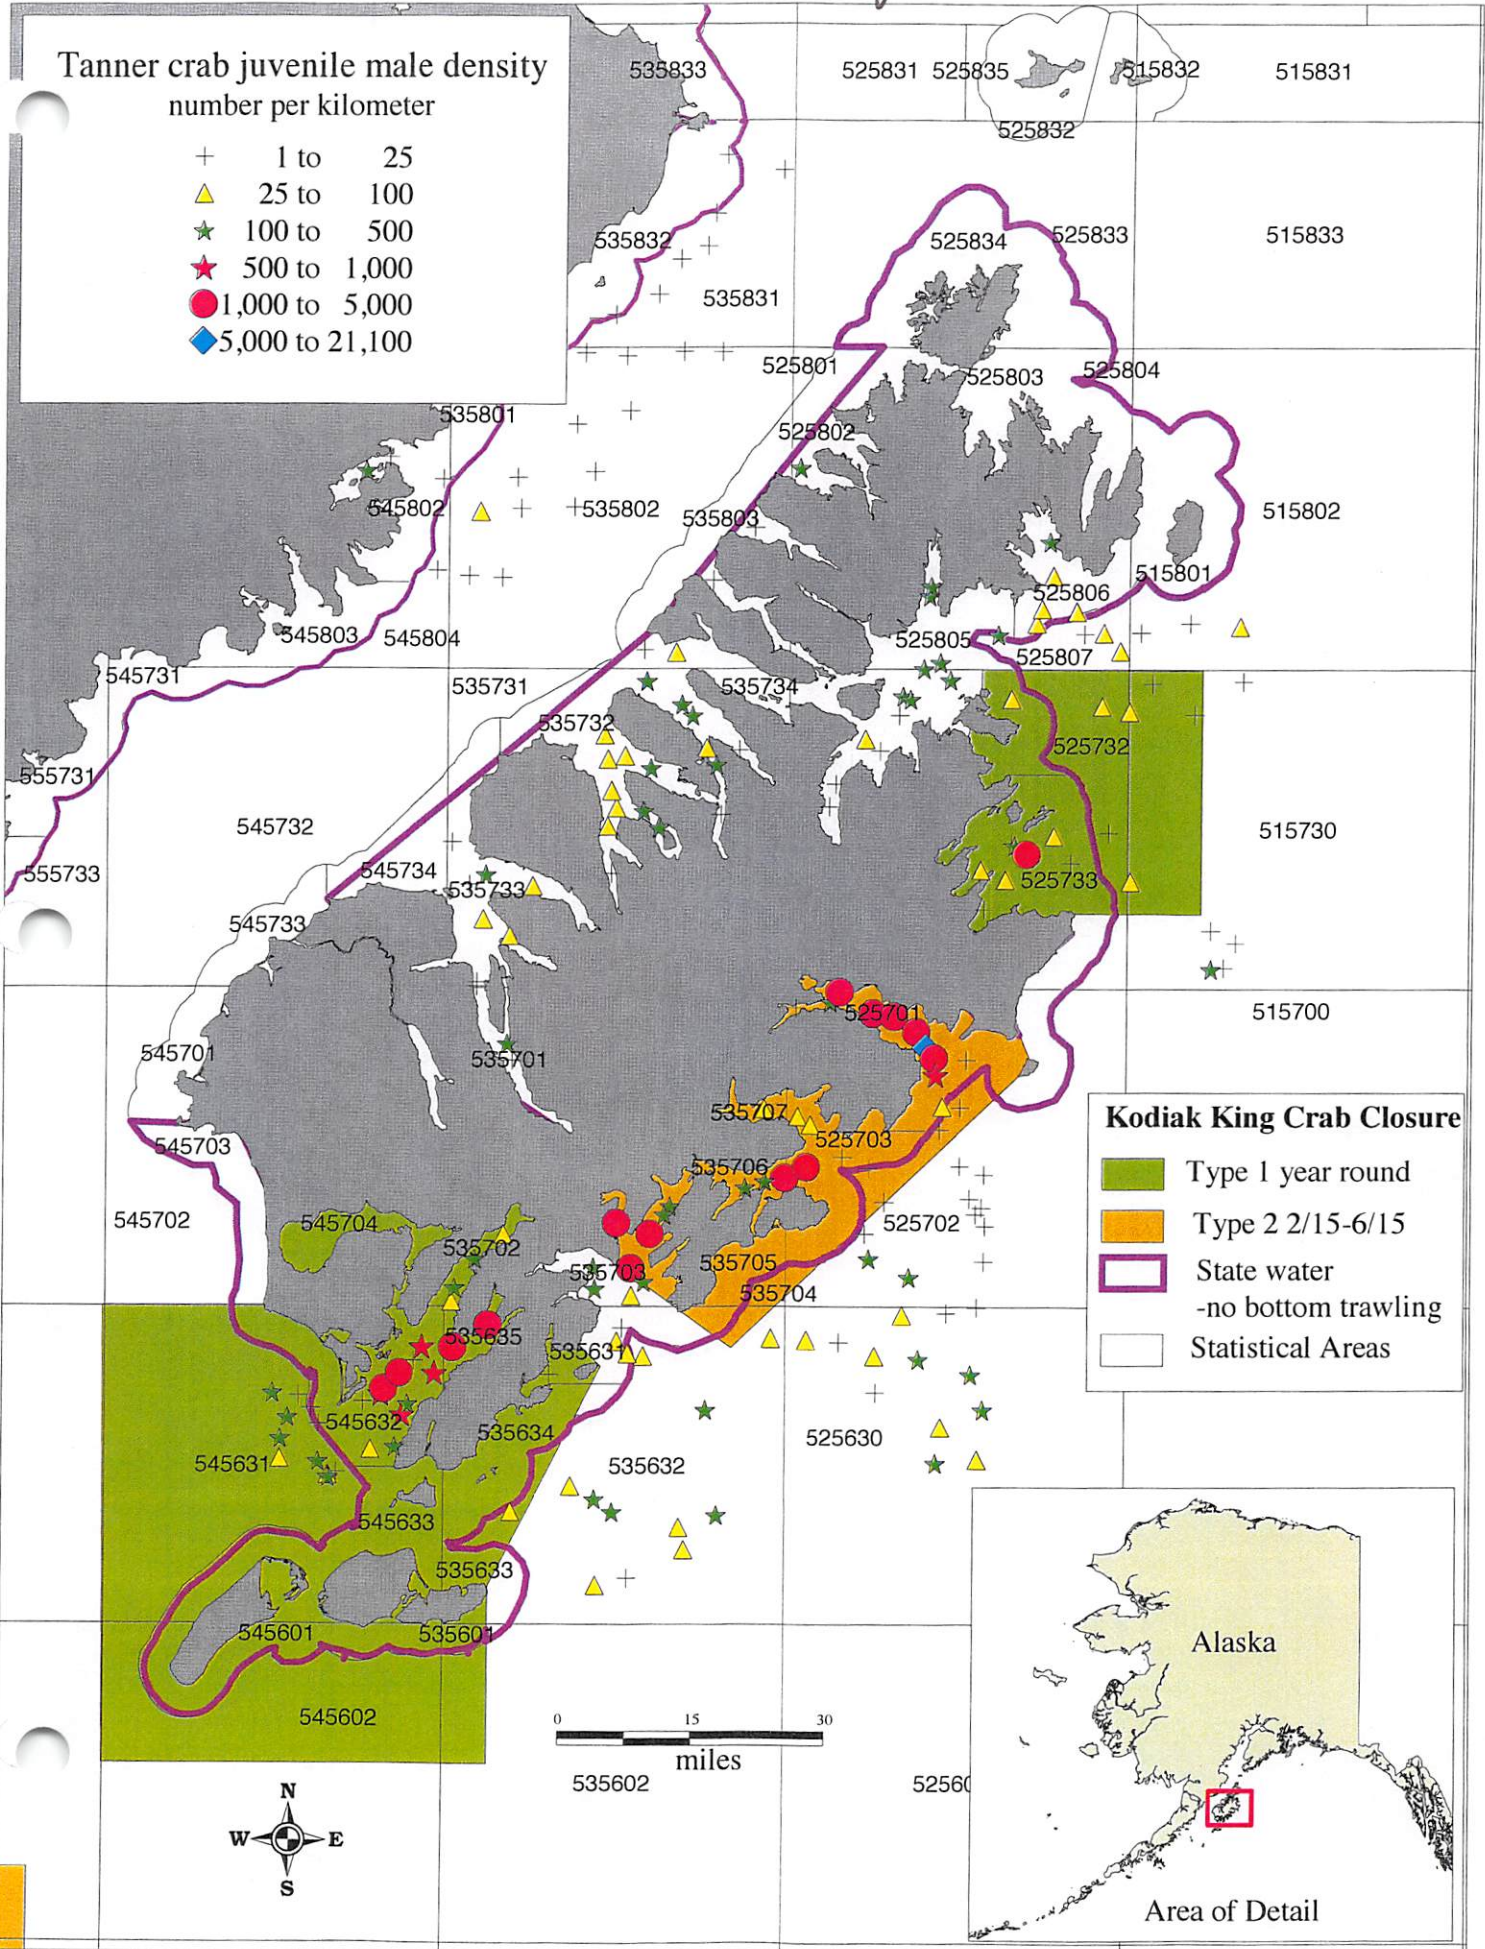 Tanner crab juvenile male density
number per kilometer
1 to 25
25 to 100
100 to 500
500 to 1,000
1,000 to 5,000
5,000 to 21,100
535833
525831 525835 515832 515831
525832
535832 525834 525833 515833
535831
525801 525803 525804
535801
525802
545802 535802 535803 515802
515801
525806
545803 545804 525805
525807
545731 535731 535734
535732 525732
555731
545732 515730
545734
555733 535733 525733
545733
525701 515700
545701 535701
535707
545703 525703
535706
545702 545704 525702
535702
535703 535705
535704
535635
535631
545632 535634 525630
545631 535632
545633
535633
545601 535601
545602
535602
52560
Kodiak King Crab Closure
Type 1 year round
Type 2 2/15-6/15
State water
-no bottom trawling
Statistical Areas
0 15 30
miles
N
W E
S
Alaska
Area of Detail